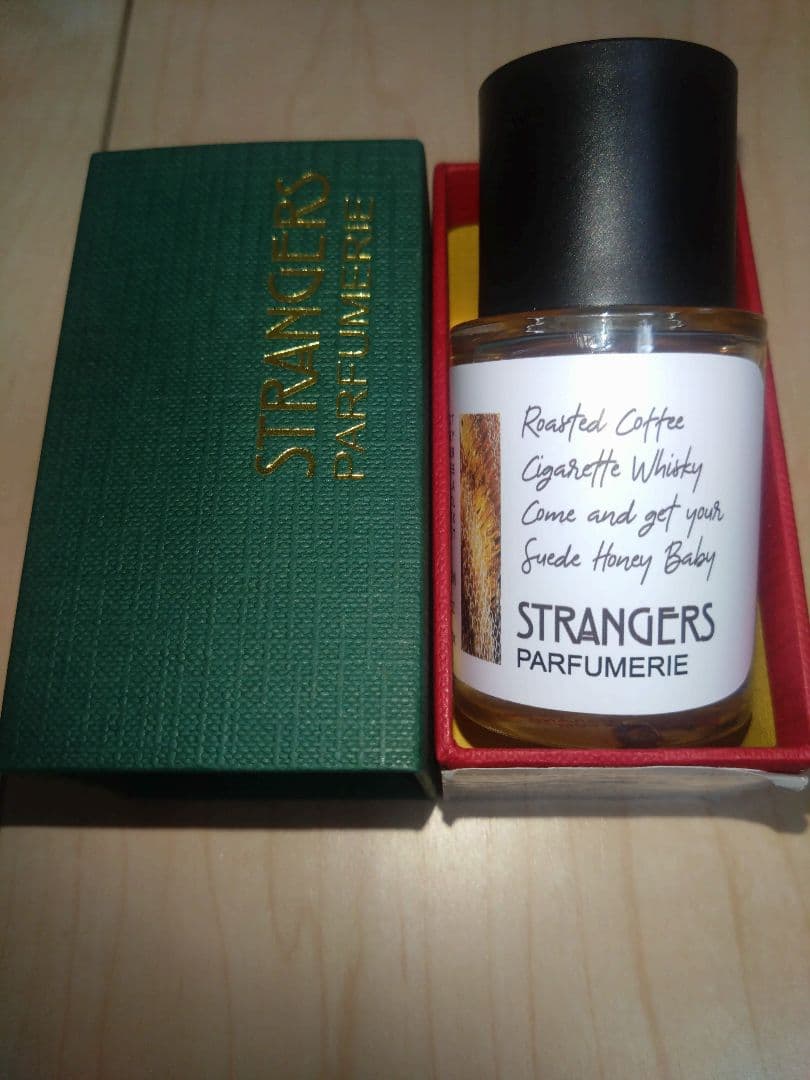 STRANGERS
PARFUMERIE
Roasted Coffee
Cigarette Whisky
Come and get your
Suede Honey Baby
STRANGERS
PARFUMERIE